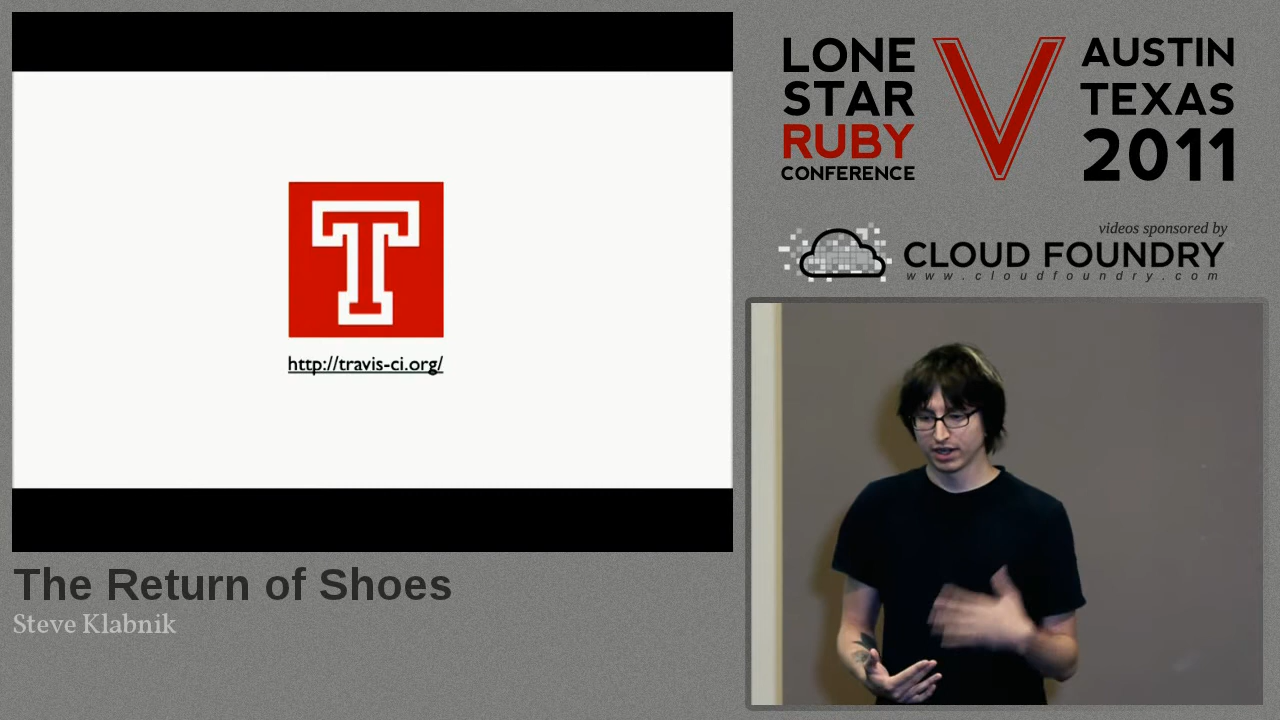 T
http://travis-ci.org/
The Return of Shoes
Steve Klabnik
LONE
STAR
RUBY
CONFERENCE
V
AUSTIN
TEXAS
2011
videos sponsored by
CLOUD FOUNDRY
www.cloudfoundry.com